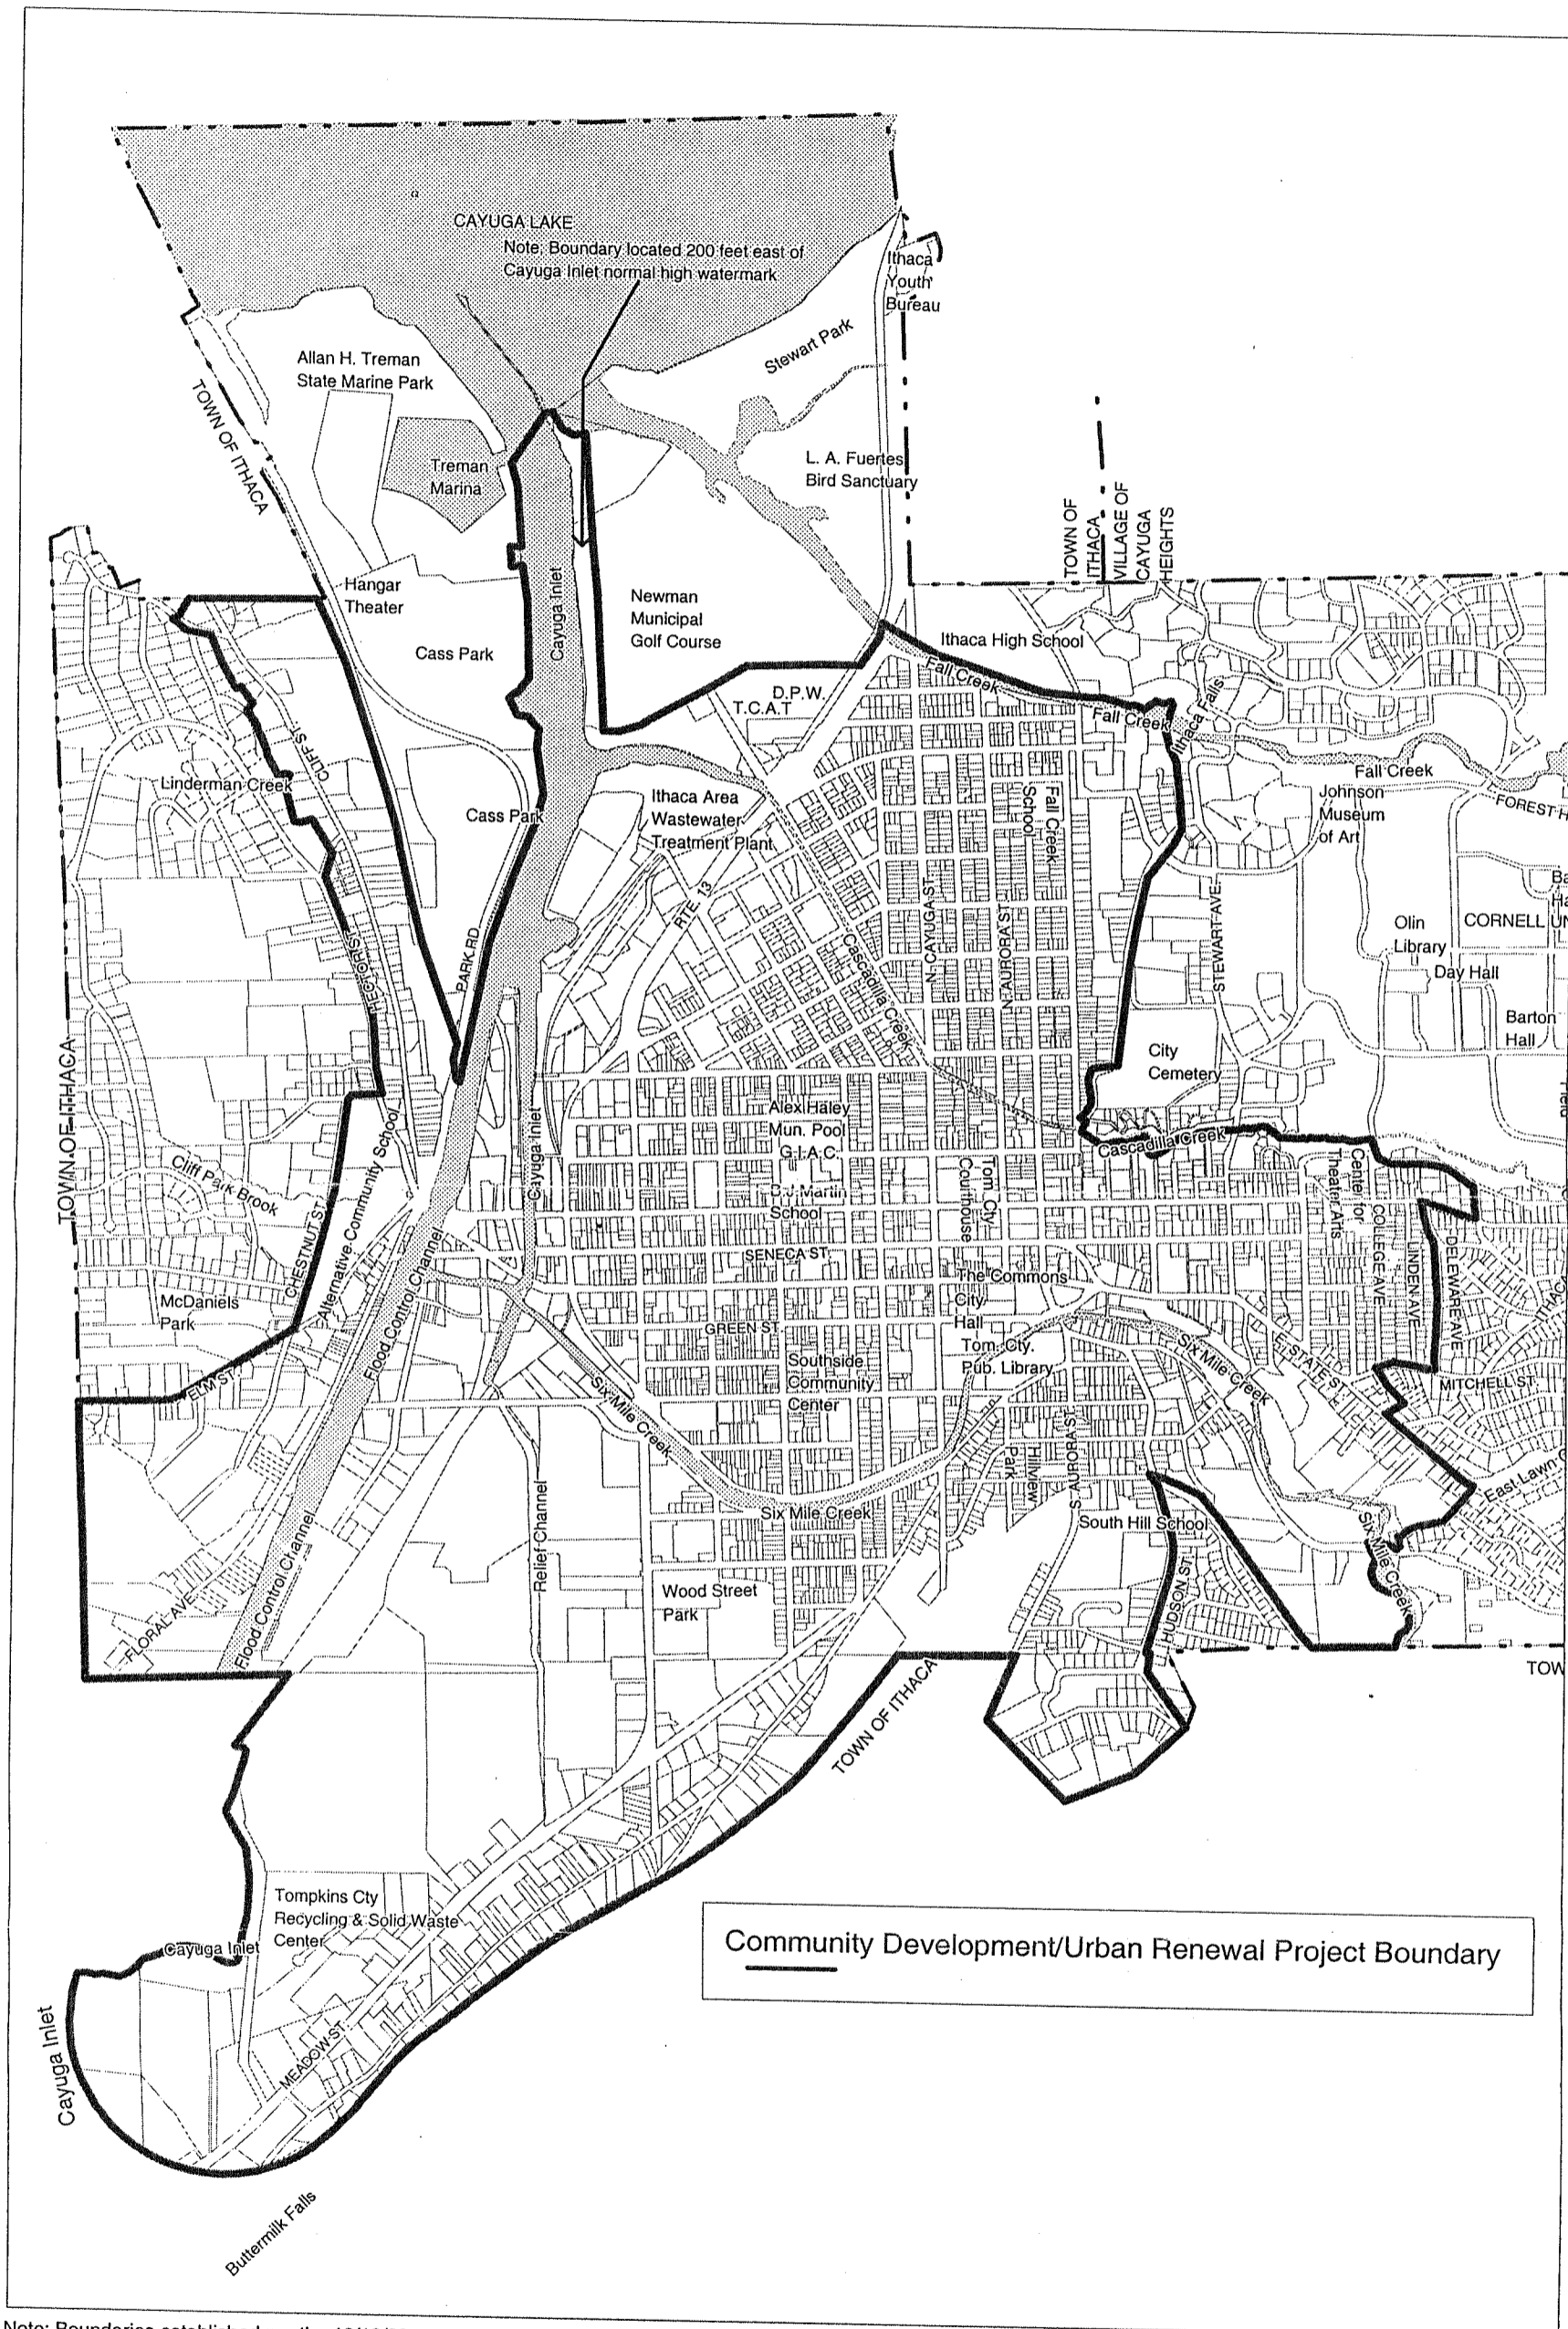 CAYUGA LAKE
Note; Boundary located 200 feet east of
Cayuga Inlet normal high watermark
Ithaca
Youth
Bureau
Stewart Park
Allan H. Treman
State Marine Park
TOWN OF ITHACA
Treman
Marina
L. A. Fuertes
Bird Sanctuary
TOWN OF
ITHACA
VILLAGE OF
CAYUGA
HEIGHTS
Hangar
Theater
Cayuga Inlet
Newman
Municipal
Golf Course
Cass Park
Ithaca High School
Fall Creek
D.P.W.
T.C.A.T
Fall Creek
Ithaca Falls
CLIFF ST.
Linderman Creek
Fall Creek
FOREST H
Johnson
Museum
of Art
Cass Park
Ithaca Area
Wastewater
Treatment Plant
Fall Creek
School
RTE. 13
N. CAYUGA ST.
N. AURORA ST.
STEWART AVE.
Ba
Ha
Olin
Library
CORNELL UN
Day Hall
Barton
Hall
HECTOR ST.
PARK RD
Cascadilla Creek
City
Cemetery
TOWN OF ITHACA
Alex Haley
Mun. Pool
G.I.A.C.
Cayuga Inlet
Cascadilla Creek
Cliff Park Brook
Alternative Community School
CHESTNUT ST.
B.J. Martin
School
Tom. Cty.
Courthouse
Center for
Theater Arts
COLLEGE AVE
LINDEN AVE
DELEWARE AVE
SENECA ST.
The Commons
City
Hall
McDaniels
Park
Flood Control Channel
GREEN ST.
Tom. Cty.
Pub. Library
Six Mile Creek
E. STATE ST.
ITHACA
MITCHELL ST.
ELM ST.
Southside
Community
Center
Six Mile Creek
S. AURORA ST.
Hillview
Park
East Lawn
Relief Channel
Six Mile Creek
South Hill School
Six Mile Creek
Flood Control Channel
FLORAL AVE
Wood Street
Park
HUDSON ST.
TOW
TOWN OF ITHACA
Tompkins Cty
Recycling & Solid Waste
Center
Cayuga Inlet
Community Development/Urban Renewal Project Boundary
Cayuga Inlet
MEADOW ST.
Buttermilk Falls